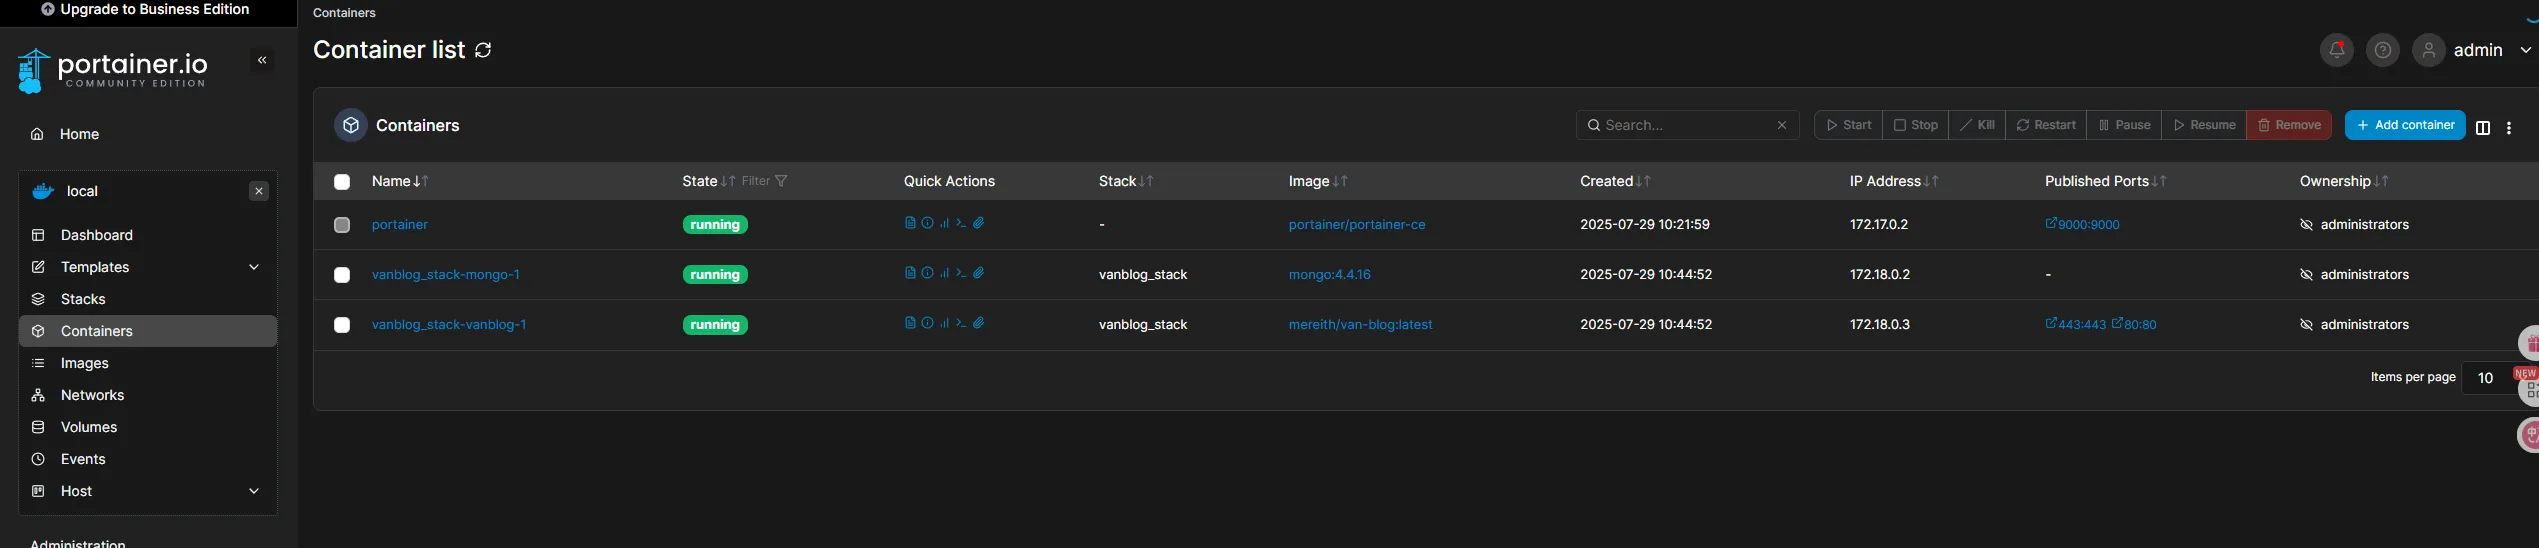 Upgrade to Business Edition
portainer.io
COMMUNITY EDITION
Home
local
Dashboard
Templates
Stacks
Containers
Images
Networks
Volumes
Events
Host
Administration
Containers
Container list
admin
Containers
Search...
Start
Stop
Kill
Restart
Pause
Resume
Remove
Add container
Name State Filter Quick Actions Stack Image Created IP Address Published Ports Ownership
portainer running - portainer/portainer-ce 2025-07-29 10:21:59 172.17.0.2 9000:9000 administrators
vanblog_stack-mongo-1 running vanblog_stack mongo:4.4.16 2025-07-29 10:44:52 172.18.0.2 - administrators
vanblog_stack-vanblog-1 running vanblog_stack mereith/van-blog:latest 2025-07-29 10:44:52 172.18.0.3 443:443 80:80 administrators
Items per page 10
NEW